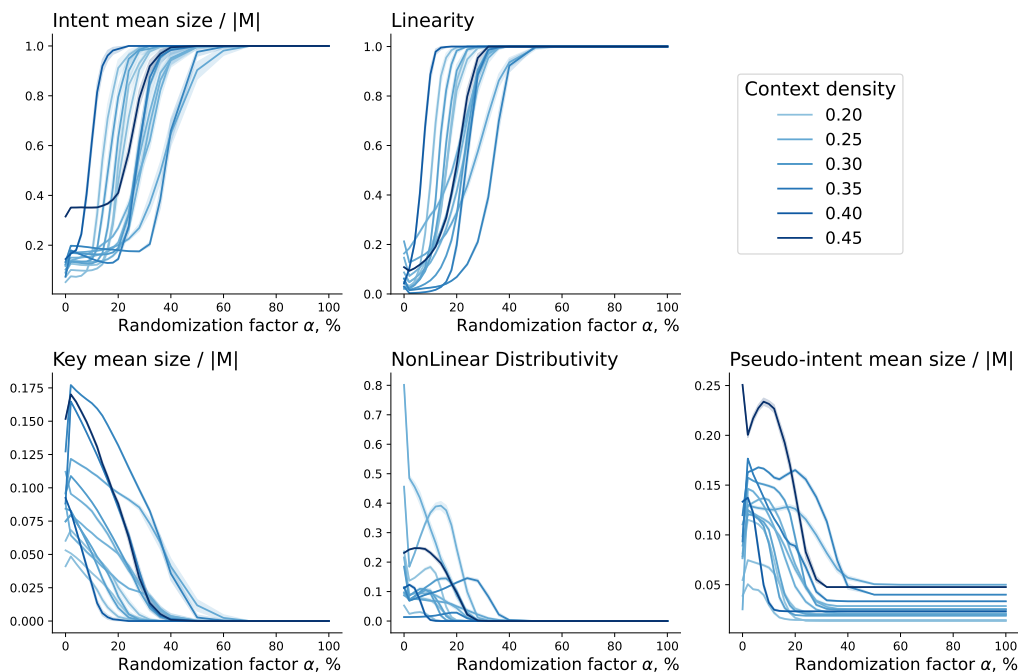 Intent mean size / |M|
1.0
0.8
0.6
0.4
0.2
0 20 40 60 80 100
Randomization factor α, %
Linearity
1.0
0.8
0.6
0.4
0.2
0.0
0 20 40 60 80 100
Randomization factor α, %
Context density
0.20
0.25
0.30
0.35
0.40
0.45
Key mean size / |M|
0.175
0.150
0.125
0.100
0.075
0.050
0.025
0.000
0 20 40 60 80 100
Randomization factor α, %
NonLinear Distributivity
0.8
0.7
0.6
0.5
0.4
0.3
0.2
0.1
0.0
0 20 40 60 80 100
Randomization factor α, %
Pseudo-intent mean size / |M|
0.25
0.20
0.15
0.10
0.05
0 20 40 60 80 100
Randomization factor α, %